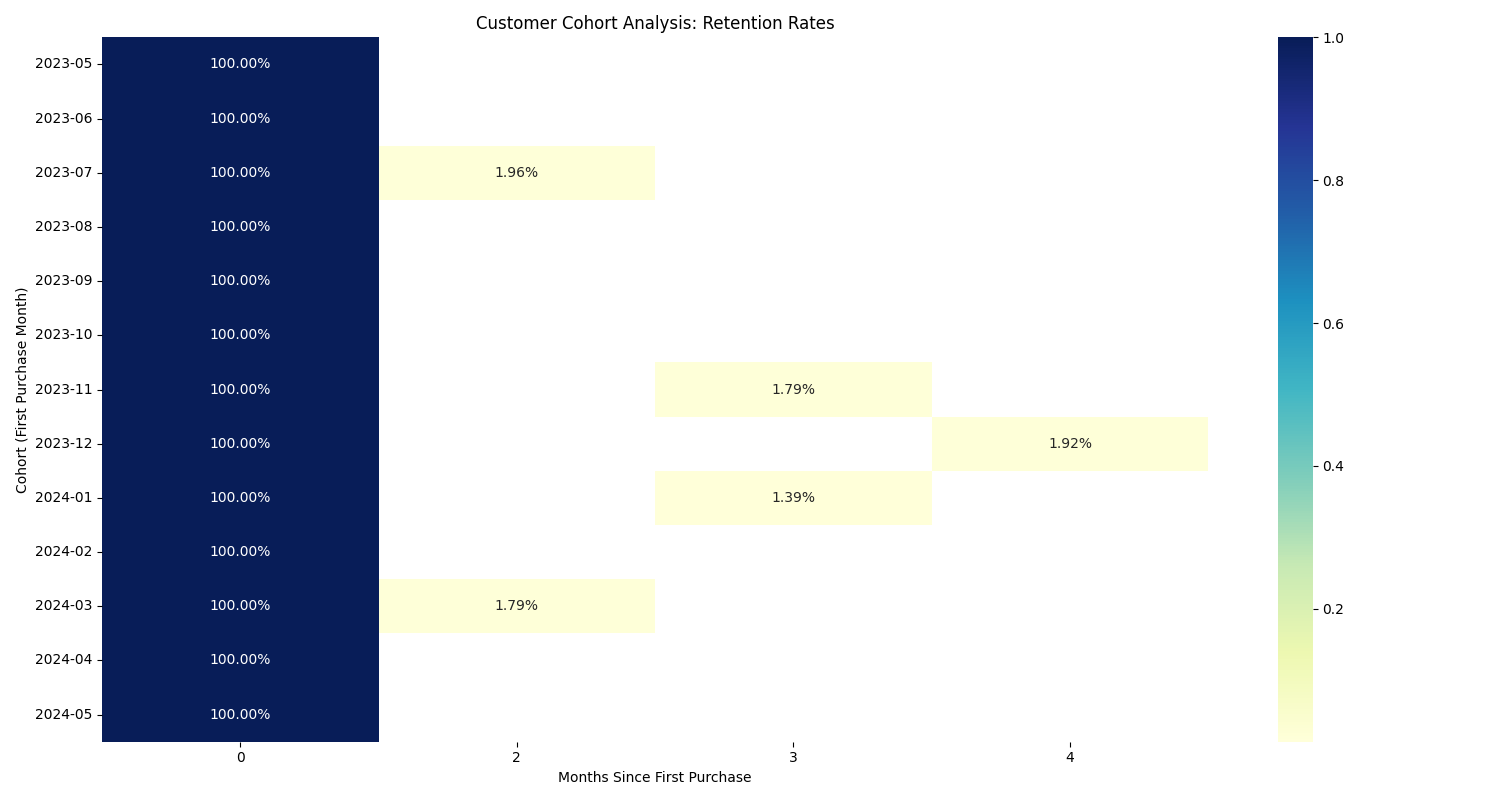 Customer Cohort Analysis: Retention Rates
Cohort (First Purchase Month)
2023-05 100.00%
2023-06 100.00%
2023-07 100.00% 1.96%
2023-08 100.00%
2023-09 100.00%
2023-10 100.00%
2023-11 100.00% 1.79%
2023-12 100.00% 1.92%
2024-01 100.00% 1.39%
2024-02 100.00%
2024-03 100.00% 1.79%
2024-04 100.00%
2024-05 100.00%
0 2 3 4
Months Since First Purchase
1.0
0.8
0.6
0.4
0.2